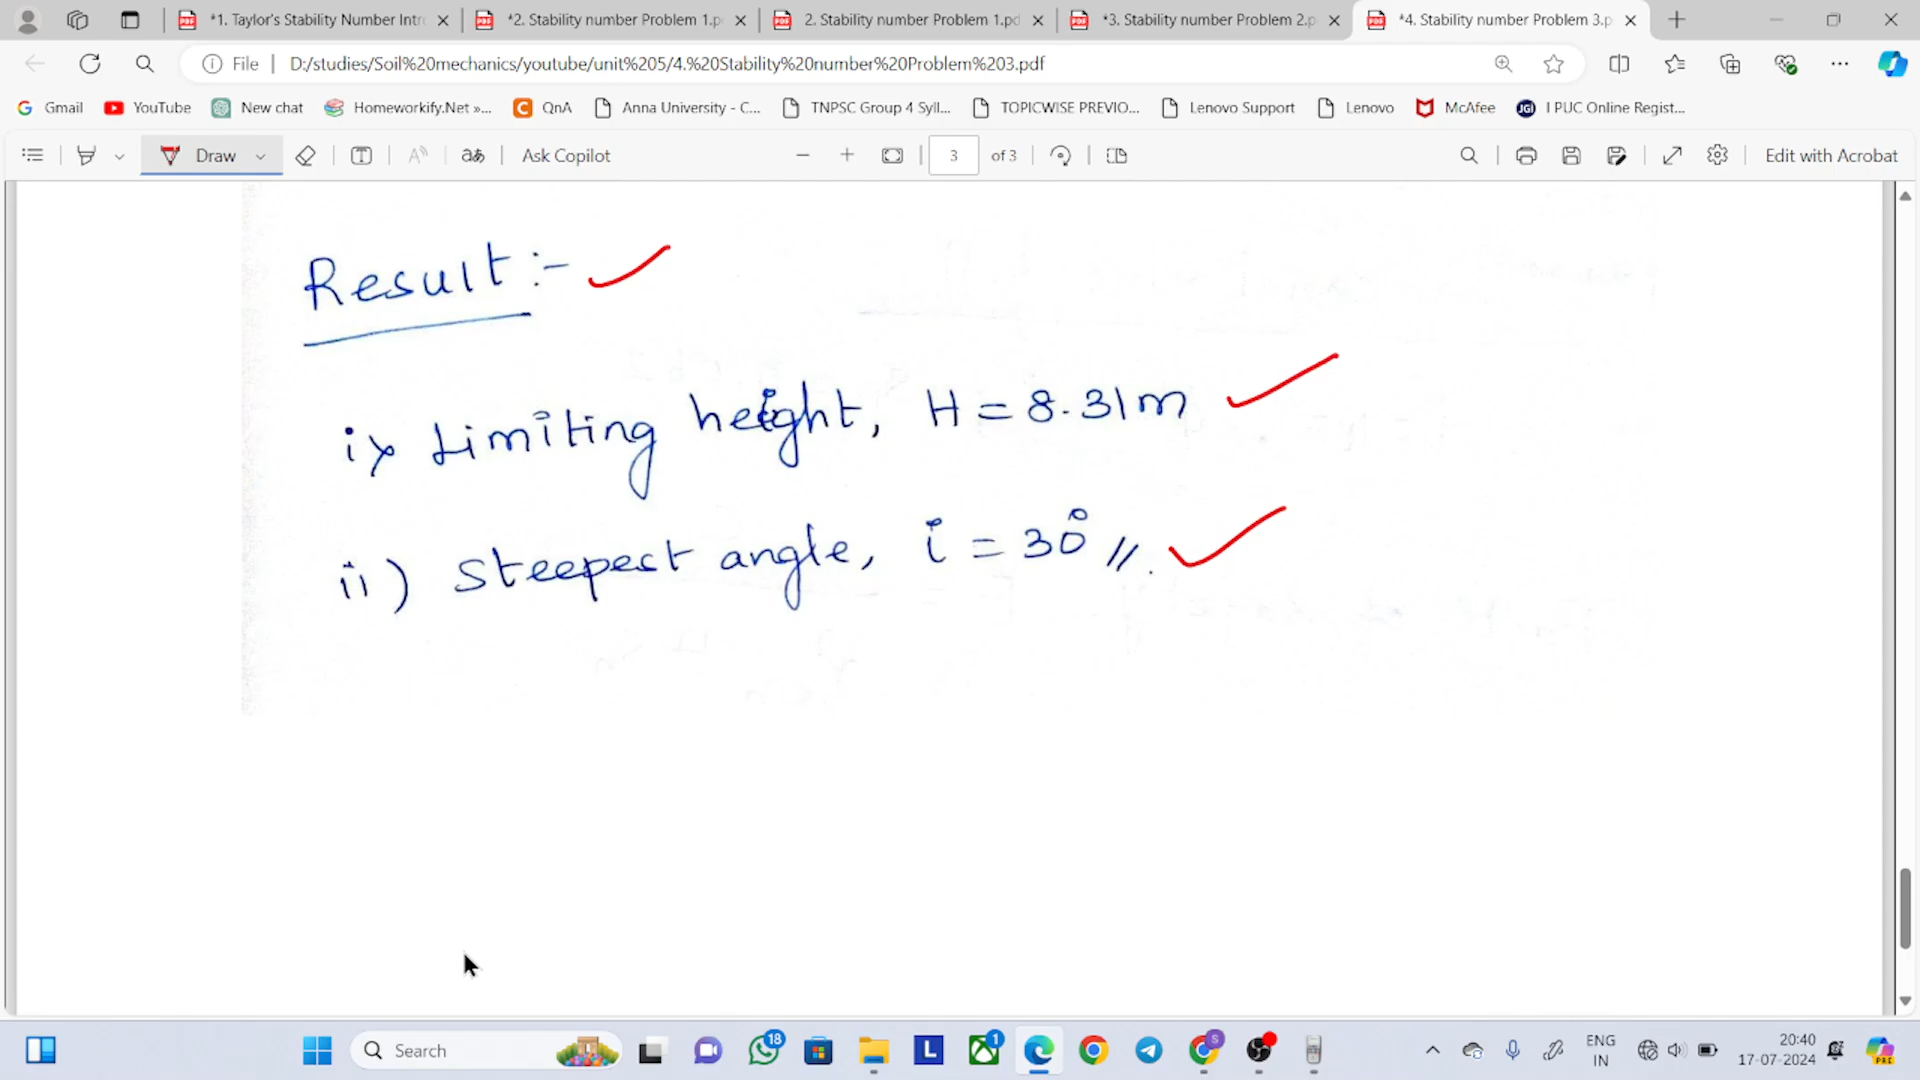 *1. Taylor's Stability Number Intr
*2. Stability number Problem 1.p
2. Stability number Problem 1.pd
*3. Stability number Problem 2.p
*4. Stability number Problem 3.p
File
D:/studies/Soil%20mechanics/youtube/unit%205/4.%20Stability%20number%20Problem%203.pdf
Gmail
YouTube
New chat
Homeworkify.Net »...
QnA
Anna University - C...
TNPSC Group 4 Syll...
TOPICWISE PREVIO...
Lenovo Support
Lenovo
McAfee
I PUC Online Regist...
Draw
Ask Copilot
3
of 3
Edit with Acrobat
Result :-
i) Limiting height, H = 8.31m
ii) Steepest angle, i = 30° //.
Search
18
1
ENG
IN
20:40
17-07-2024